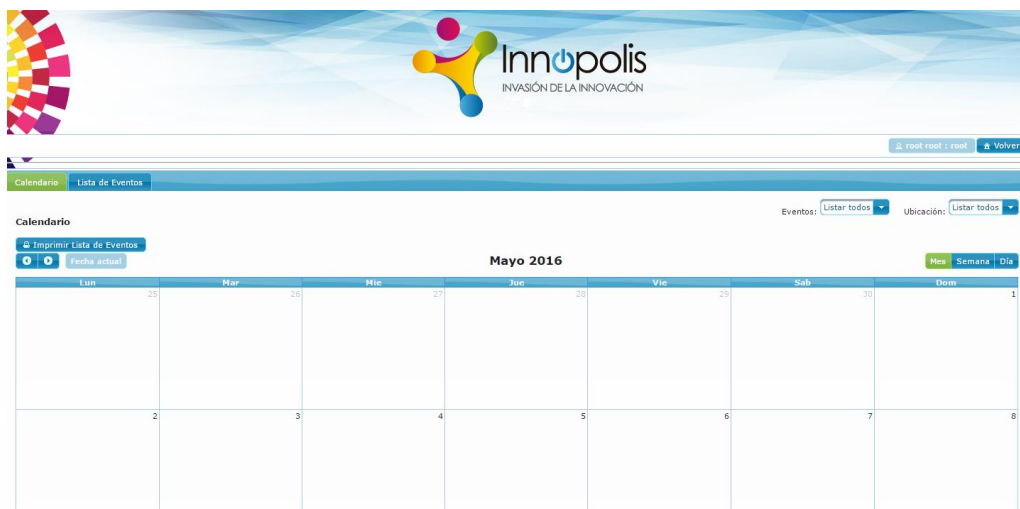 Innopolis
INVASIÓN DE LA INNOVACIÓN
root root : root Volver
Calendario Lista de Eventos
Eventos: Listar todos Ubicación: Listar todos
Calendario
Imprimir Lista de Eventos
Fecha actual Mayo 2016 Mes Semana Día
Lun Mar Mie Jue Vie Sab Dom
25 26 27 28 29 30 1
2 3 4 5 6 7 8